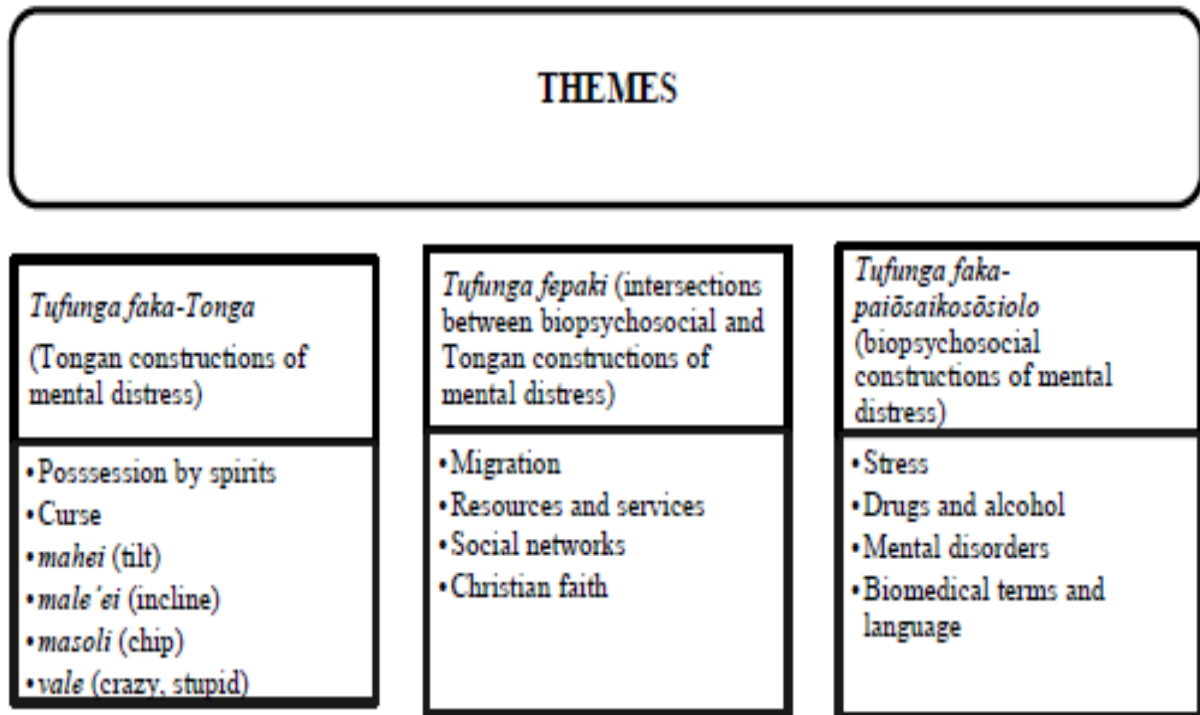 THEMES
Tufunga faka-Tonga
(Tongan constructions of
mental distress)
•Posssession by spirits
•Curse
•mahei (tilt)
•male'ei (incline)
•masoli (chip)
•vale (crazy, stupid)
Tufunga fepaki (intersections
between biopsychosocial and
Tongan constructions of
mental distress)
•Migration
•Resources and services
•Social networks
•Christian faith
Tufunga faka-
paiōsaikosōsiolo
(biopsychosocial
constructions of mental
distress)
•Stress
•Drugs and alcohol
•Mental disorders
•Biomedical terms and
language